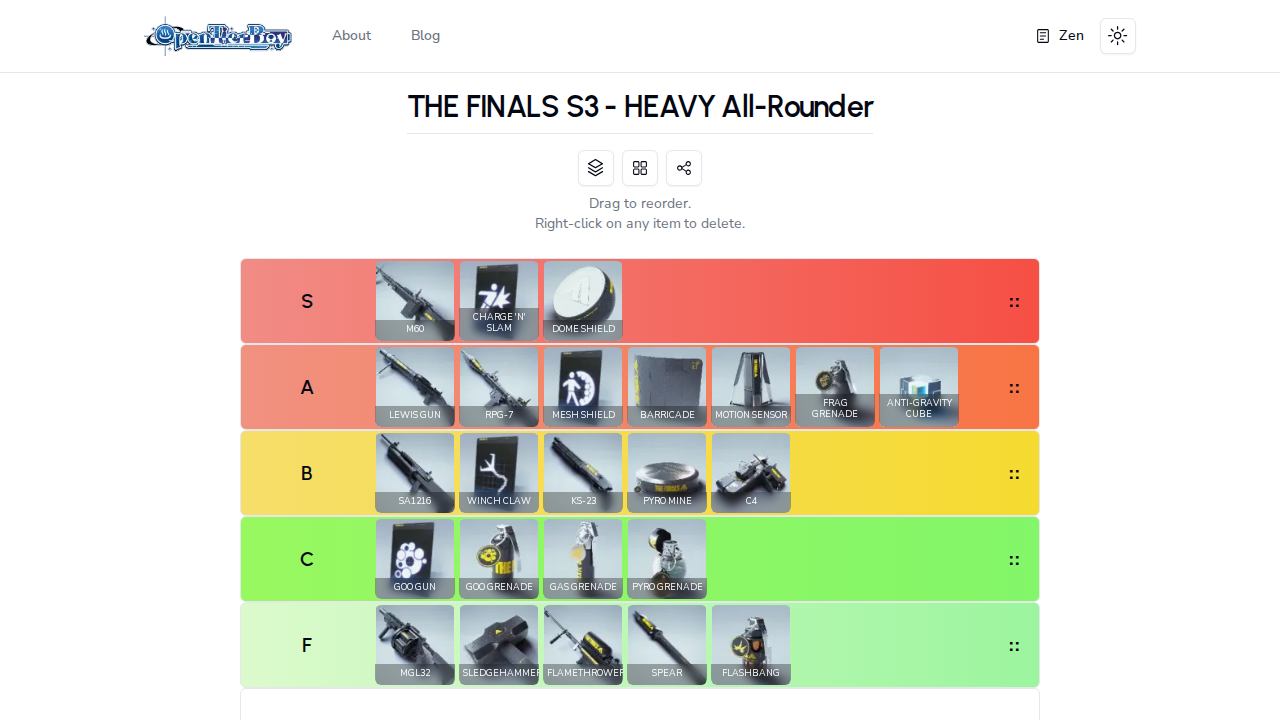 OpenTierBoy
About
Blog
Zen
THE FINALS S3 - HEAVY All-Rounder
Drag to reorder.
Right-click on any item to delete.
S
M60
CHARGE 'N'
SLAM
DOME SHIELD
::
A
LEWIS GUN
RPG-7
MESH SHIELD
BARRICADE
MOTION SENSOR
FRAG
GRENADE
ANTI-GRAVITY
CUBE
::
B
SA1216
WINCH CLAW
KS-23
PYRO MINE
C4
::
C
GOO GUN
GOO GRENADE
GAS GRENADE
PYRO GRENADE
::
F
MGL32
SLEDGEHAMMER
FLAMETHROWER
SPEAR
FLASHBANG
::